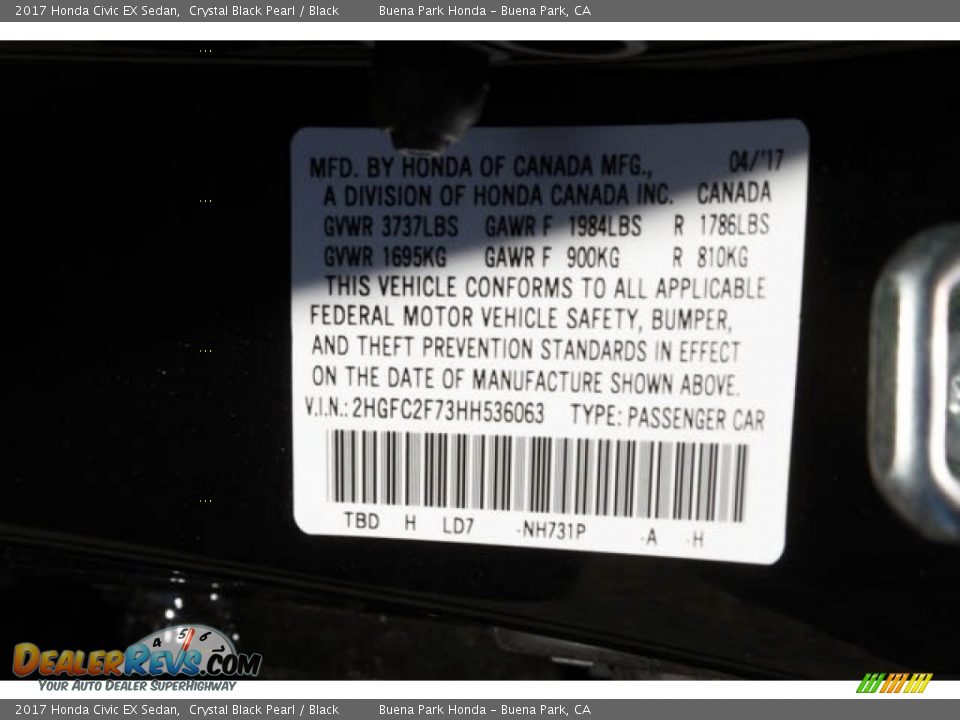 2017 Honda Civic EX Sedan, Crystal Black Pearl / Black Buena Park Honda - Buena Park, CA
MFD. BY HONDA OF CANADA MFG., 04/'17
A DIVISION OF HONDA CANADA INC. CANADA
GVWR 3737LBS GAWR F 1984LBS R 1786LBS
GVWR 1695KG GAWR F 900KG R 810KG
THIS VEHICLE CONFORMS TO ALL APPLICABLE
FEDERAL MOTOR VEHICLE SAFETY, BUMPER,
AND THEFT PREVENTION STANDARDS IN EFFECT
ON THE DATE OF MANUFACTURE SHOWN ABOVE.
V.I.N.: 2HGFC2F73HH536063 TYPE: PASSENGER CAR
TBD H LD7 -NH731P -A -H
4 5 6
DealerRevs.com
Your Auto Dealer SuperHighway
2017 Honda Civic EX Sedan, Crystal Black Pearl / Black Buena Park Honda - Buena Park, CA